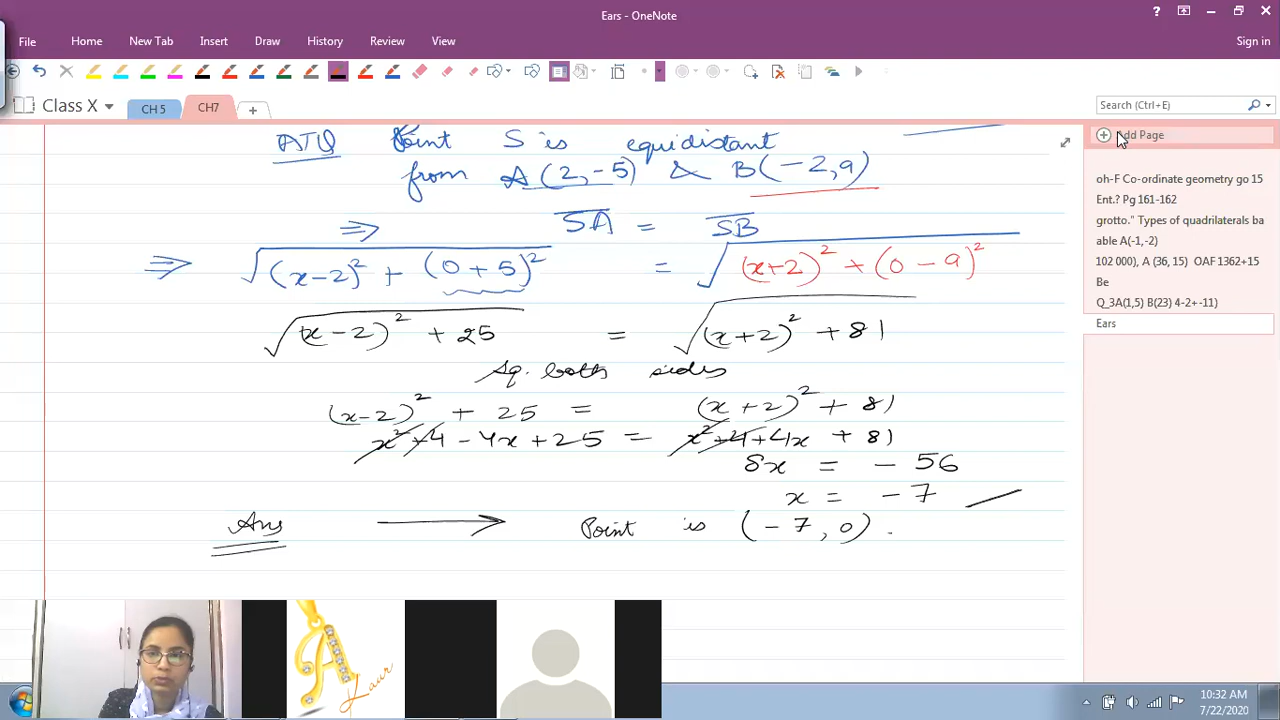 Ears - OneNote
File Home New Tab Insert Draw History Review View Sign in
Class X CH 5 CH7 Search (Ctrl+E)
Add Page
oh-F Co-ordinate geometry go 15
Ent.? Pg 161-162
grotto." Types of quadrilaterals ba
able A(-1,-2)
102 000), A (36, 15) OAF 1362+15
Be
Q_3A(1,5) B(23) 4-2+-11)
Ears
ATQ Point S is equidistant
from A(2,-5) & B(-2,9)
⇒ SA = SB
⇒ √(x-2)² + (0+5)² = √(x+2)² + (0-9)²
√(x-2)² + 25 = √(x+2)² + 81
Sq. both sides
(x-2)² + 25 = (x+2)² + 81
x²+4-4x+25 = x²+4+4x + 81
8x = - 56
x = - 7
Ans → Point is (-7, 0).
A
Kaur
10:32 AM
7/22/2020